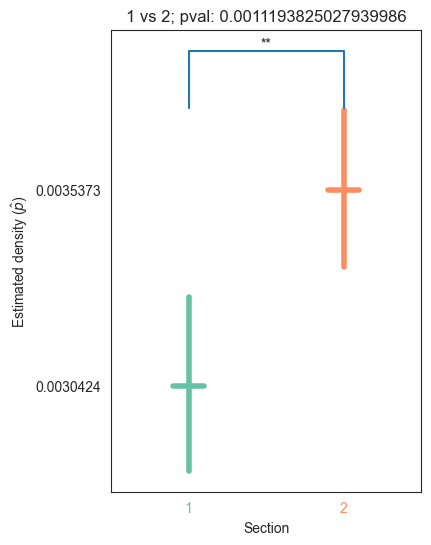 1 vs 2; pval: 0.0011193825027939986
**
0.0035373
Estimated density (p̂)
0.0030424
1 2
Section